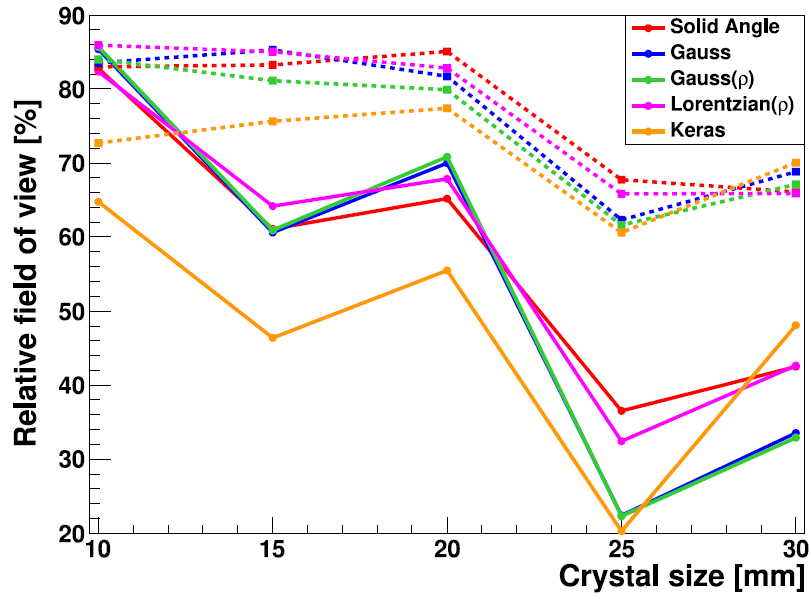 Relative field of view [%]
90
80
70
60
50
40
30
20
Solid Angle
Gauss
Gauss(ρ)
Lorentzian(ρ)
Keras
10
15
20
25
30
Crystal size [mm]